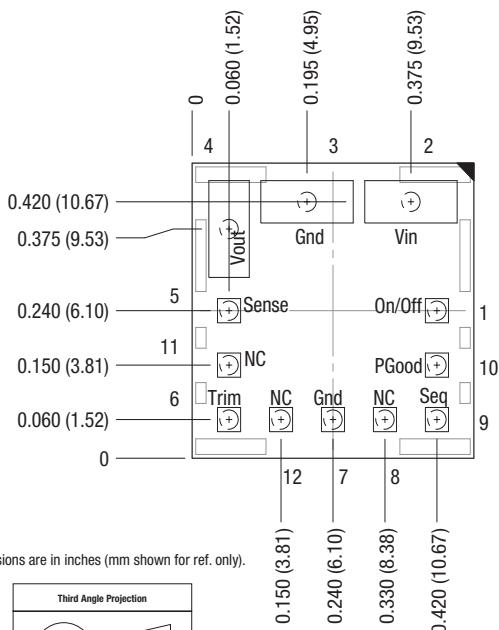 0
0.060 (1.52)
0.195 (4.95)
0.375 (9.53)
4
3
2
0.420 (10.67)
0.375 (9.53)
Vout
Gnd
Vin
0.240 (6.10)
5
Sense
On/Off
1
0.150 (3.81)
11
NC
PGood
10
0.060 (1.52)
6
Trim
NC
Gnd
NC
Seq
9
0
12
7
8
0.150 (3.81)
0.240 (6.10)
0.330 (8.38)
0.420 (10.67)
sions are in inches (mm shown for ref. only).
Third Angle Projection